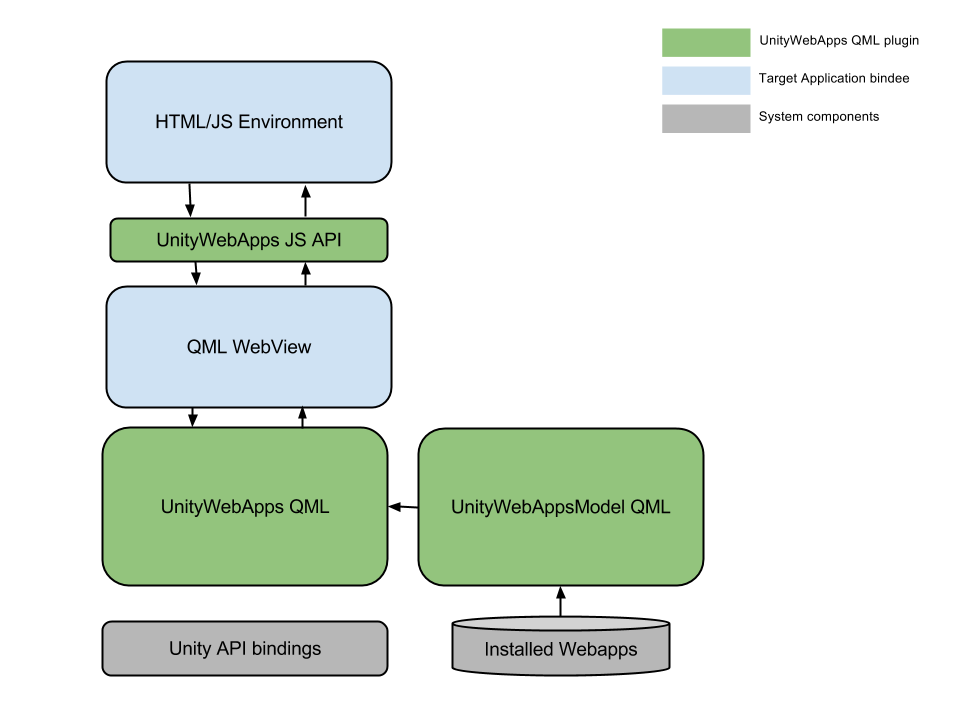 UnityWebApps QML plugin
Target Application bindee
System components
HTML/JS Environment
UnityWebApps JS API
QML WebView
UnityWebApps QML
UnityWebAppsModel QML
Unity API bindings
Installed Webapps